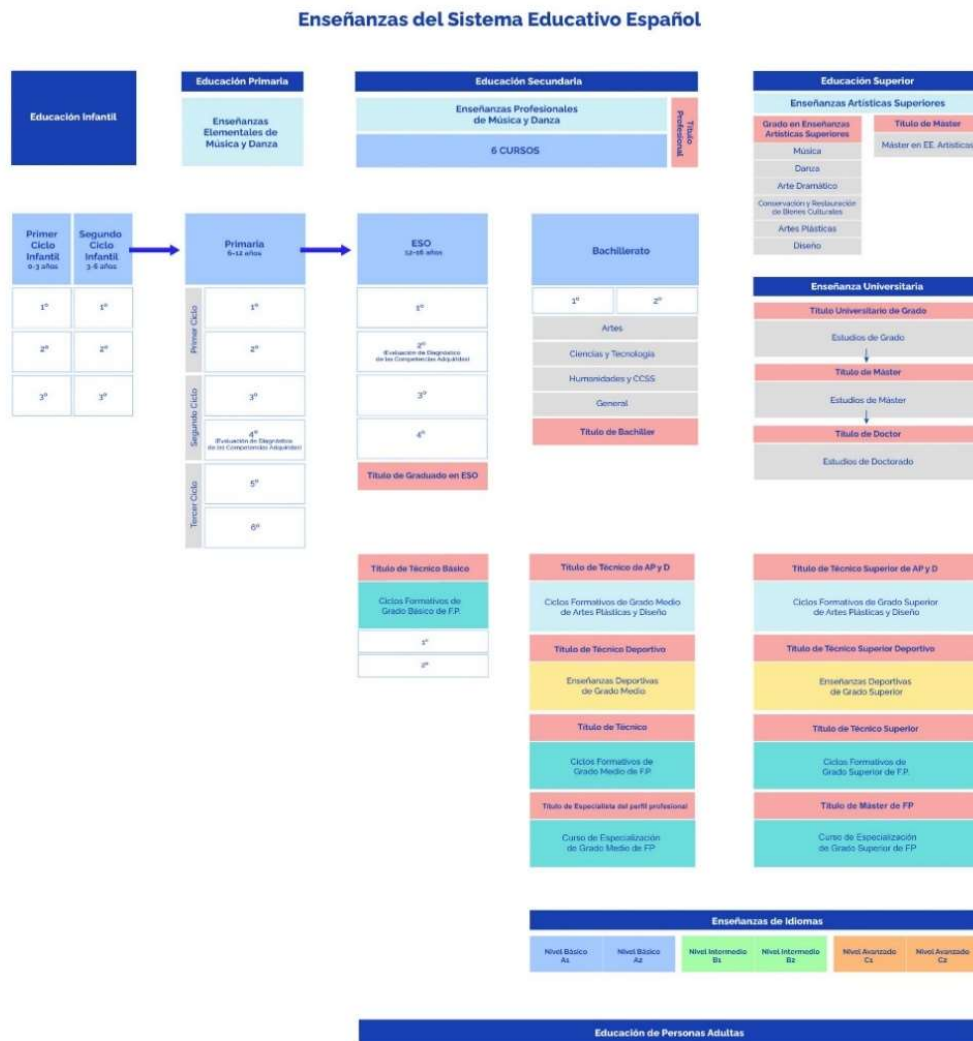 Enseñanzas del Sistema Educativo Español
Educación Infantil
Educación Primaria
Enseñanzas
Elementales de
Música y Danza
Educación Secundaria
Enseñanzas Profesionales
de Música y Danza
6 CURSOS
Título
Profesional
Educación Superior
Enseñanzas Artísticas Superiores
Grado en Enseñanzas
Artísticas Superiores
Música
Danza
Arte Dramático
Conservación y Restauración
de Bienes Culturales
Artes Plásticas
Diseño
Título de Máster
Máster en EE. Artísticas
Primer
Ciclo
Infantil
0-3 años
1º
2º
3º
Segundo
Ciclo
Infantil
3-6 años
1º
2º
3º
Primaria
6-12 años
Primer Ciclo
1º
2º
Segundo Ciclo
3º
4º
(Evaluación de Diagnóstico
de las Competencias Adquiridas)
Tercer Ciclo
5º
6º
ESO
12-16 años
1º
2º
(Evaluación de Diagnóstico
de las Competencias Adquiridas)
3º
4º
Título de Graduado en ESO
Bachillerato
1º
2º
Artes
Ciencias y Tecnología
Humanidades y CCSS
General
Título de Bachiller
Enseñanza Universitaria
Título Universitario de Grado
Estudios de Grado
Título de Máster
Estudios de Máster
Título de Doctor
Estudios de Doctorado
Título de Técnico Básico
Ciclos Formativos de
Grado Básico de F.P.
1º
2º
Título de Técnico de AP y D
Ciclos Formativos de Grado Medio
de Artes Plásticas y Diseño
Título de Técnico Deportivo
Enseñanzas Deportivas
de Grado Medio
Título de Técnico
Ciclos Formativos de
Grado Medio de F.P.
Título de Especialista del perfil profesional
Curso de Especialización
de Grado Medio de FP
Título de Técnico Superior de AP y D
Ciclos Formativos de Grado Superior
de Artes Plásticas y Diseño
Título de Técnico Superior Deportivo
Enseñanzas Deportivas
de Grado Superior
Título de Técnico Superior
Ciclos Formativos de
Grado Superior de F.P.
Título de Máster de FP
Curso de Especialización
de Grado Superior de FP
Enseñanzas de Idiomas
Nivel Básico
A1
Nivel Básico
A2
Nivel Intermedio
B1
Nivel Intermedio
B2
Nivel Avanzado
C1
Nivel Avanzado
C2
Educación de Personas Adultas